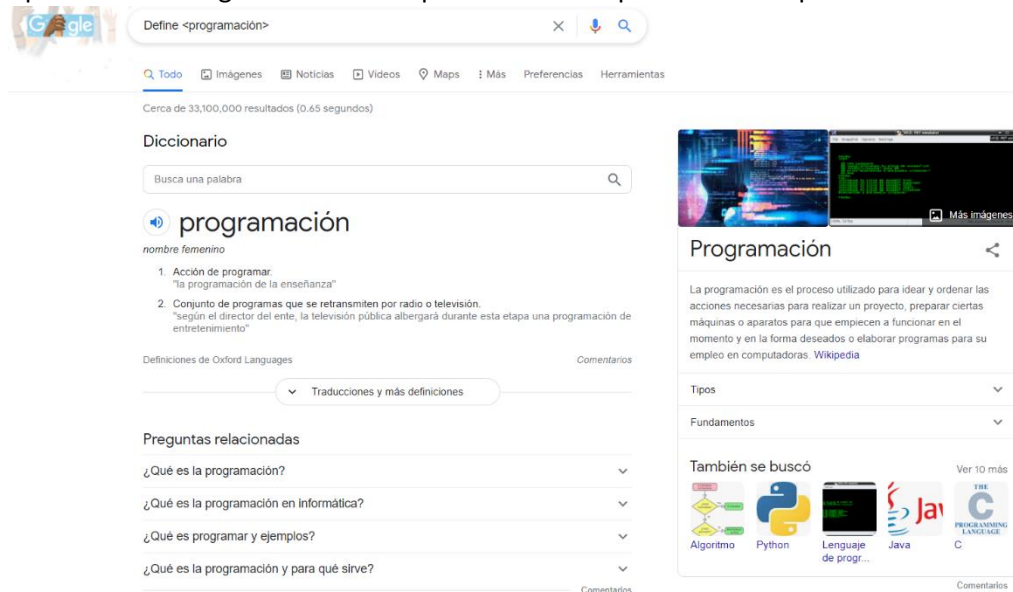 Google
Define <programación>
Todo Imágenes Noticias Videos Maps Más Preferencias Herramientas
Cerca de 33,100,000 resultados (0.65 segundos)
Diccionario
Busca una palabra
programación
nombre femenino
1. Acción de programar.
"la programación de la enseñanza"
2. Conjunto de programas que se retransmiten por radio o televisión.
"según el director del ente, la televisión pública albergará durante esta etapa una programación de
entretenimiento"
Definiciones de Oxford Languages Comentarios
Traducciones y más definiciones
Preguntas relacionadas
¿Qué es la programación?
¿Qué es la programación en informática?
¿Qué es programar y ejemplos?
¿Qué es la programación y para qué sirve?
Comentarios
Más imágenes
Programación
La programación es el proceso utilizado para idear y ordenar las
acciones necesarias para realizar un proyecto, preparar ciertas
máquinas o aparatos para que empiecen a funcionar en el
momento y en la forma deseados o elaborar programas para su
empleo en computadoras. Wikipedia
Tipos
Fundamentos
También se buscó Ver 10 más
Java
THE
C
PROGRAMMING
LANGUAGE
Algoritmo Python Lenguaje Java C
de progr...
Comentarios